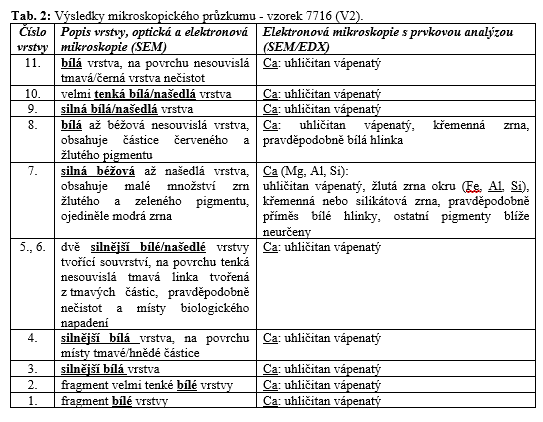 Tab. 2: Výsledky mikroskopického průzkumu - vzorek 7716 (V2).
Číslo vrstvy
Popis vrstvy, optická a elektronová mikroskopie (SEM)
Elektronová mikroskopie s prvkovou analýzou (SEM/EDX)
11.
bílá vrstva, na povrchu nesouvislá
tmavá/černá vrstva nečistot
Ca: uhličitan vápenatý
10.
velmi tenká bílá/našedlá vrstva
Ca: uhličitan vápenatý
9.
silná bílá/našedlá vrstva
Ca: uhličitan vápenatý
8.
bílá až béžová nesouvislá vrstva,
obsahuje částice červeného a
žlutého pigmentu
Ca: uhličitan vápenatý, křemenná zrna,
pravděpodobně bílá hlinka
7.
silná béžová až našedlá vrstva,
obsahuje malé množství zrn
žlutého a zeleného pigmentu,
ojediněle modrá zrna
Ca (Mg, Al, Si):
uhličitan vápenatý, žlutá zrna okru (Fe, Al, Si),
křemenná nebo silikátová zrna, pravděpodobně
příměs bílé hlinky, ostatní pigmenty blíže
neurčeny
5., 6.
dvě silnější bílé/našedlé vrstvy
tvořící souvrství, na povrchu tenká
nesouvislá tmavá linka tvořená
z tmavých částic, pravděpodobně
nečistot a místy biologického
napadení
Ca: uhličitan vápenatý
4.
silnější bílá vrstva, na povrchu
místy tmavé/hnědé částice
Ca: uhličitan vápenatý
3.
silnější bílá vrstva
Ca: uhličitan vápenatý
2.
fragment velmi tenké bílé vrstvy
Ca: uhličitan vápenatý
1.
fragment bílé vrstvy
Ca: uhličitan vápenatý